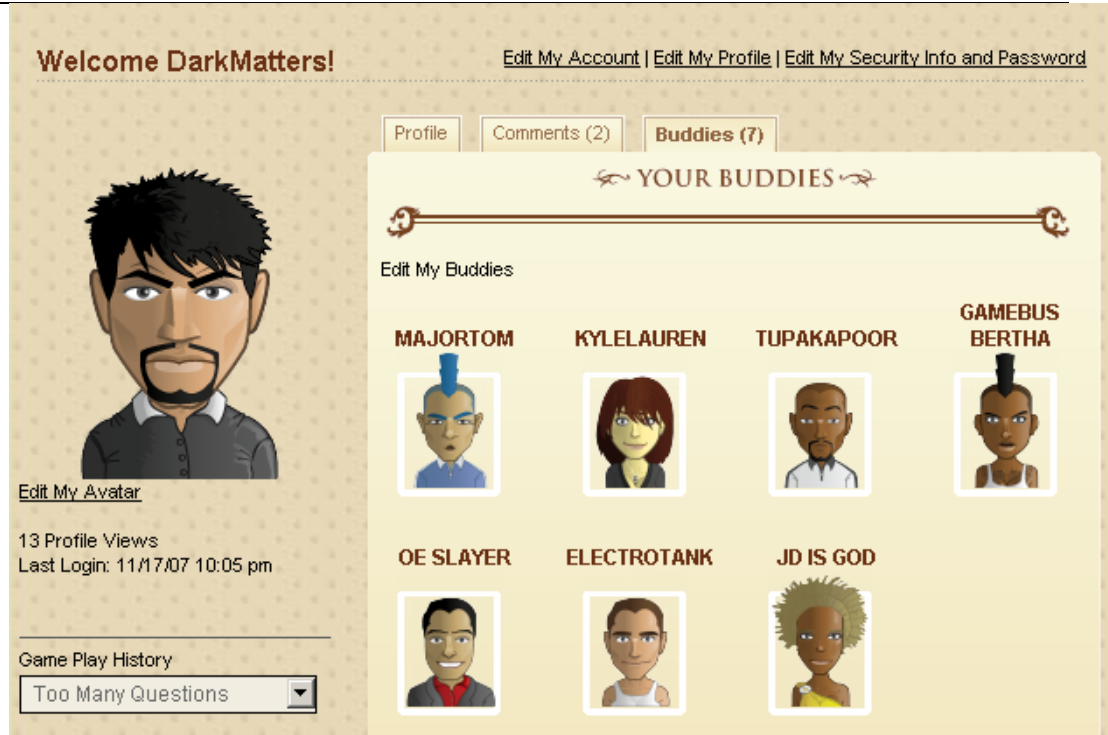 Welcome DarkMatters!
Edit My Account | Edit My Profile | Edit My Security Info and Password
Profile
Comments (2)
Buddies (7)
YOUR BUDDIES
Edit My Buddies
MAJORTOM
KYLELAUREN
TUPAKAPOOR
GAMEBUS
BERTHA
OE SLAYER
ELECTROTANK
JD IS GOD
Edit My Avatar
13 Profile Views
Last Login: 11/17/07 10:05 pm
Game Play History
Too Many Questions